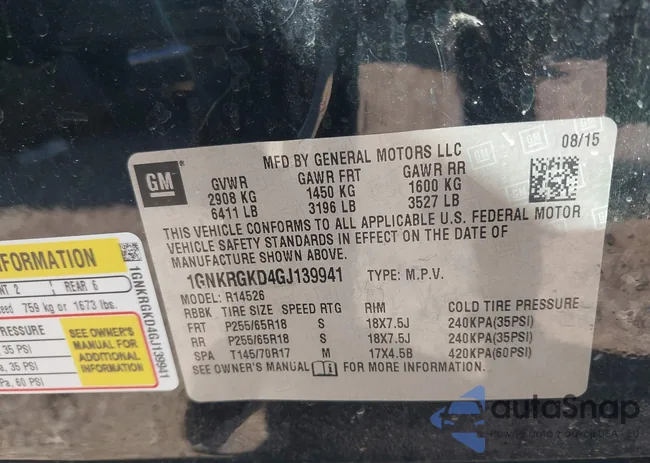 MFD BY GENERAL MOTORS LLC 08/15
GM
GVWR GAWR FRT GAWR RR
2908 KG 1450 KG 1600 KG
6411 LB 3196 LB 3527 LB
THIS VEHICLE CONFORMS TO ALL APPLICABLE U.S. FEDERAL MOTOR
VEHICLE SAFETY STANDARDS IN EFFECT ON THE DATE OF
MANUFACTURE SHOWN ABOVE.
1GNKRGKD4GJ139941 TYPE: M.P.V.
MODEL: R14526
RBBK TIRE SIZE SPEED RTG RIM COLD TIRE PRESSURE
FRT P255/65R18 S 18X7.5J 240KPA(35PSI)
RR P255/65R18 S 18X7.5J 240KPA(35PSI)
SPA T145/70R17 M 17X4.5B 420KPA(60PSI)
SEE OWNER'S MANUAL FOR MORE INFORMATION.
FORMATION
NT 2 REAR 6
eed 759 kg or 1673 lbs.
RESSURE
, 35 PSI
, 35 PSI
a, 60 PSI
SEE OWNER'S
MANUAL FOR
ADDITIONAL
INFORMATION
1GNKRGKD4GJ139941
autoSnap